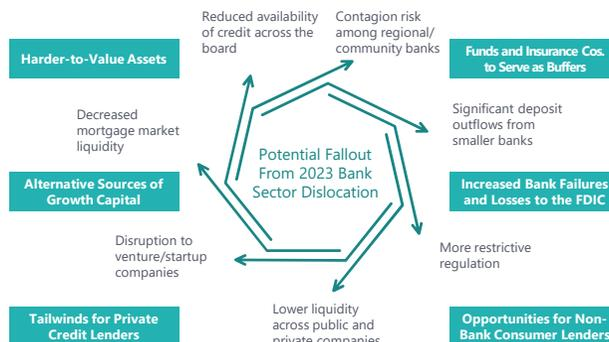 Reduced availability
of credit across the
board
Contagion risk
among regional/
community banks
Harder-to-Value Assets
Funds and Insurance Cos.
to Serve as Buffers
Decreased
mortgage market
liquidity
Significant deposit
outflows from
smaller banks
Potential Fallout
From 2023 Bank
Sector Dislocation
Alternative Sources of
Growth Capital
Increased Bank Failures
and Losses to the FDIC
Disruption to
venture/startup
companies
More restrictive
regulation
Lower liquidity
across public and
private companies
Tailwinds for Private
Credit Lenders
Opportunities for Non-
Bank Consumer Lenders